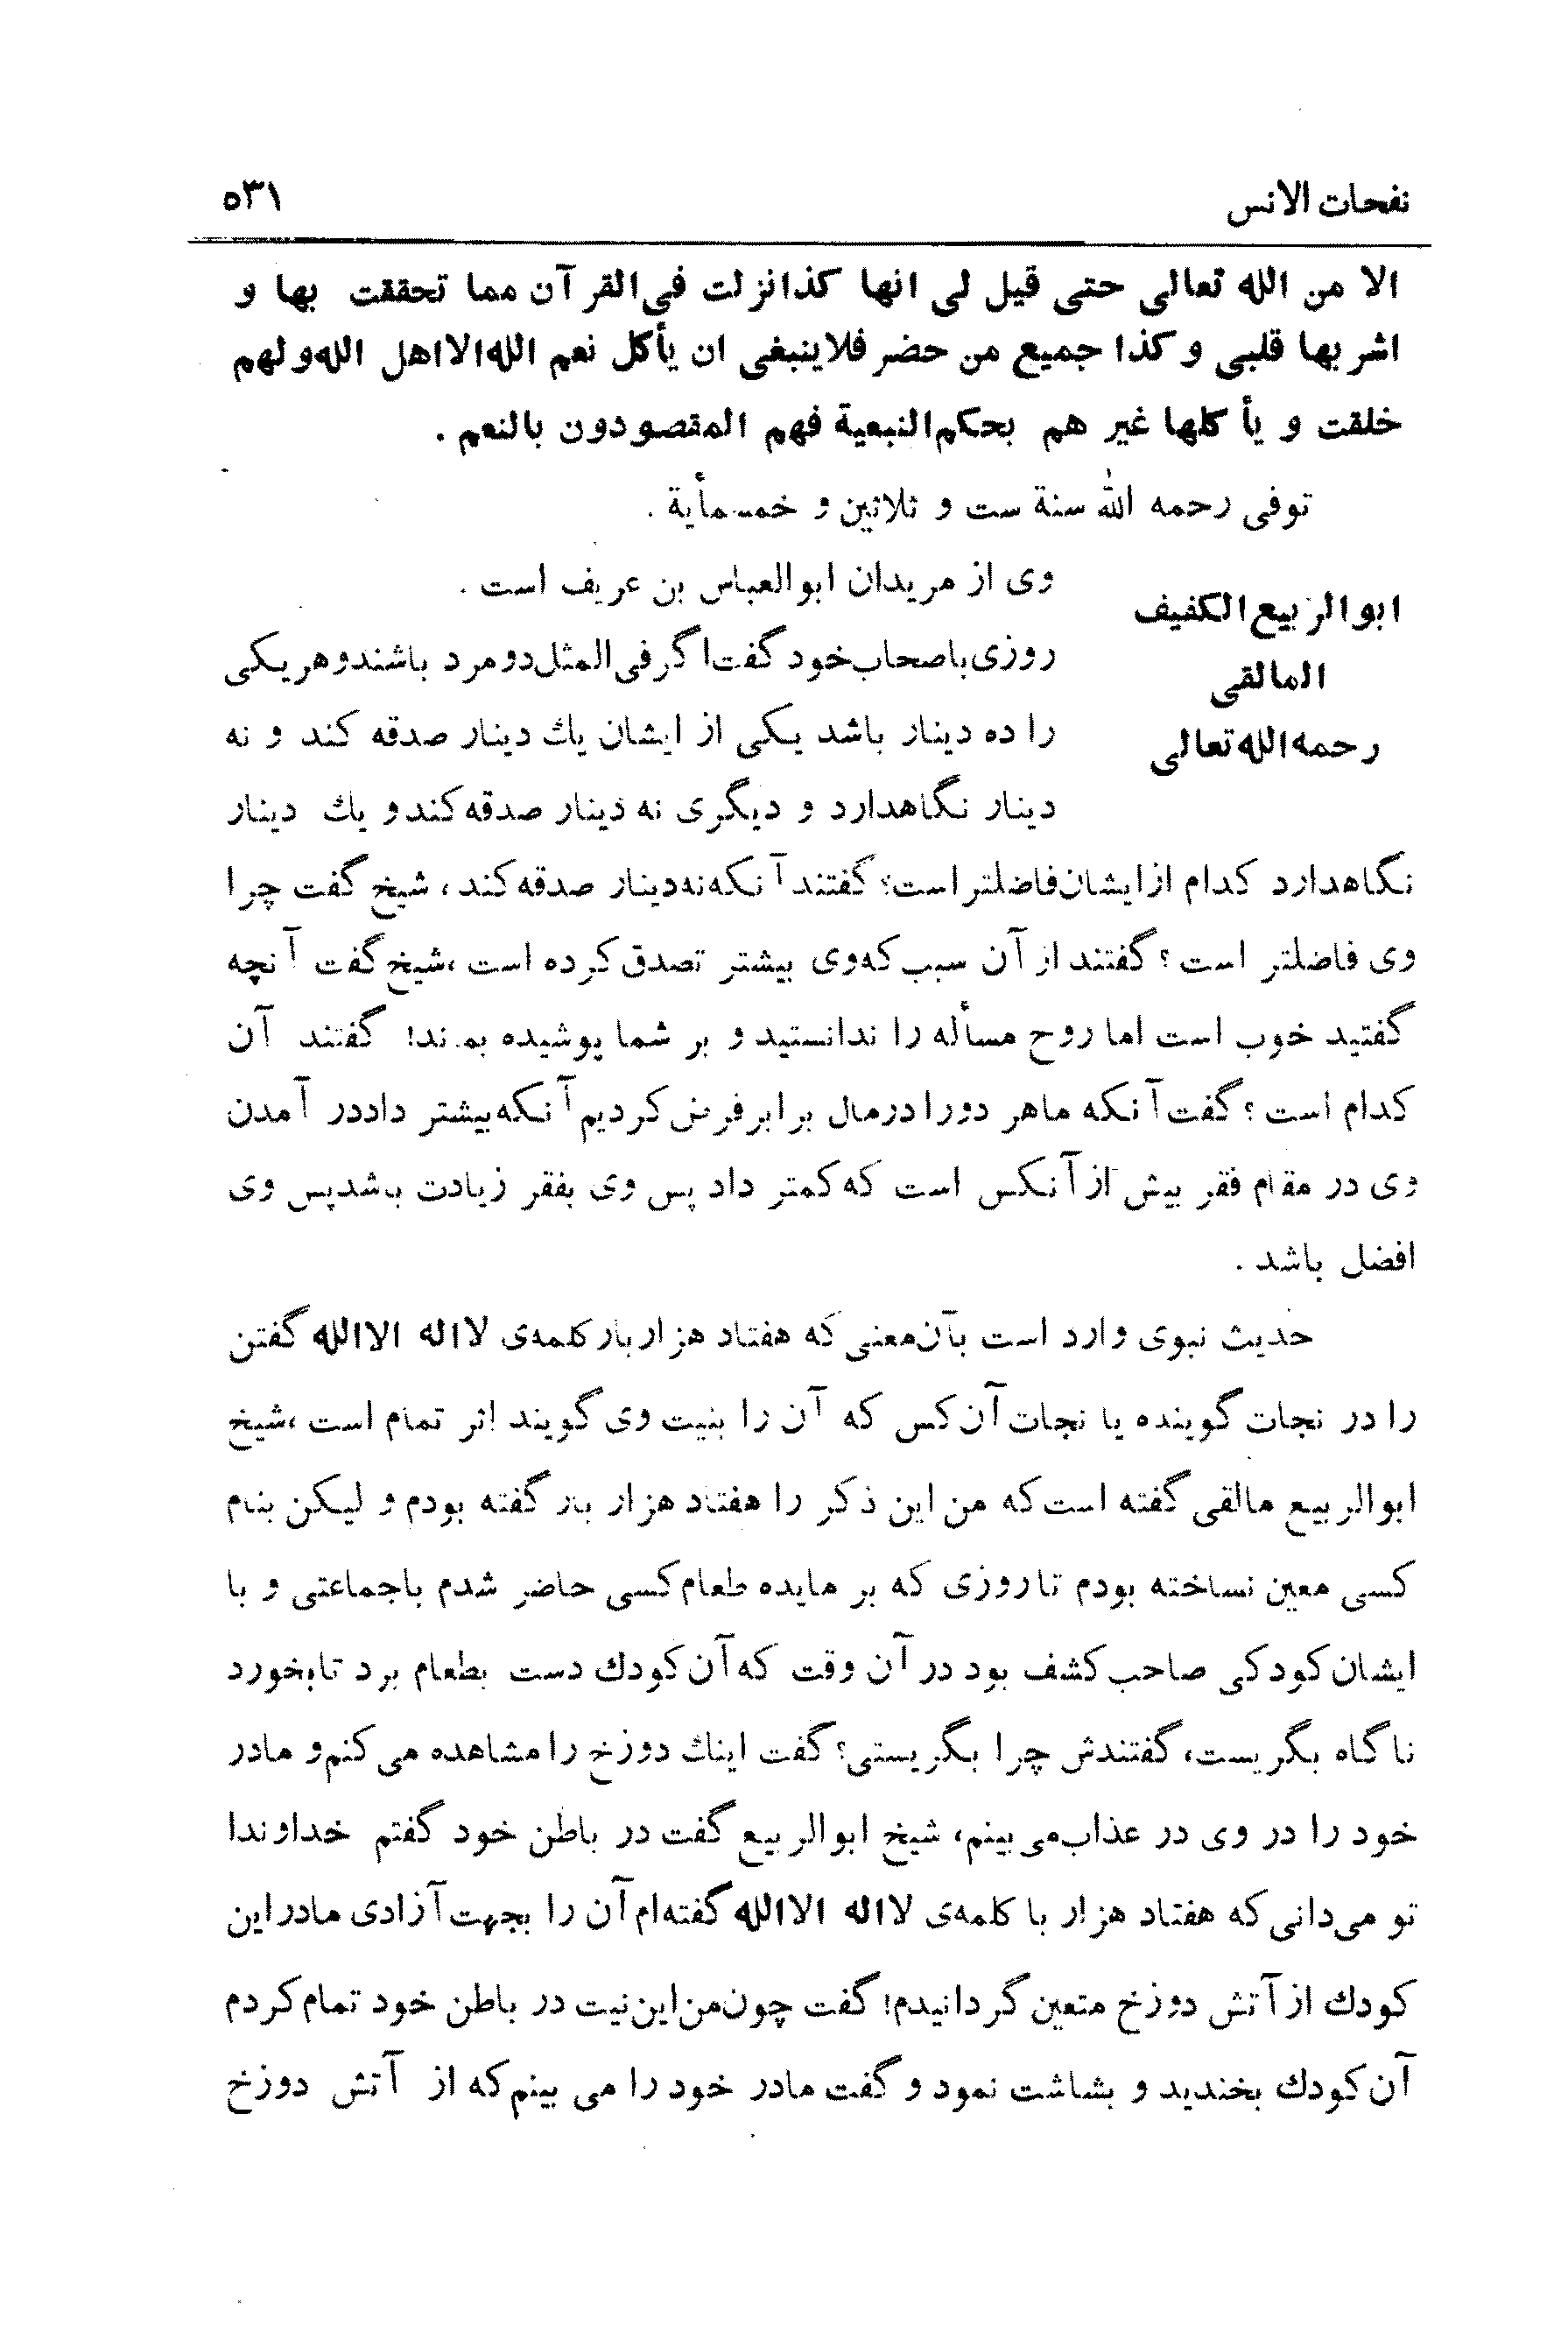 نفحات الانس ۵۳۱
الا من الله تعالی حتی قیل لی انها کذا انزلت فی القرآن مما تحققت بها و
اشربها قلبی و کذا جمیع من حضر فلاینبغی ان یأکل نعم الله الا اهل الله و لهم
خلقت و یأکلها غیر هم بحکم النبعیة فهم المقصودون بالنعم .
توفی رحمه الله سنة ست و ثلاثین و خمسمأیة .
ابوالربیع الکفیف
المالقی
رحمه الله تعالی
وی از مریدان ابوالعباس بن عریف است .
روزی باصحاب خود گفت اگر فی المثل دو مرد باشند و هر یکی
را ده دینار باشد یکی از ایشان یك دینار صدقه کند و نه
دینار نگاهدارد و دیگری نه دینار صدقه کند و یك دینار
نگاهدارد کدام از ایشان فاضلتر است؟ گفتند آنکه نه دینار صدقه کند، شیخ گفت چرا
وی فاضلتر است؟ گفتند از آن سبب که وی بیشتر تصدق کرده است، شیخ گفت آنچه
گفتید خوب است اما روح مسأله را ندانستید و بر شما پوشیده بماند! گفتند آن
کدام است؟ گفت آنکه ما هر دو را در مال برابر فرض کردیم آنکه بیشتر داد در آمدن
وی در مقام فقر بیش از آنکس است که کمتر داد پس وی بفقر زیادت باشد پس وی
افضل باشد .
حدیث نبوی وارد است بآن معنی که هفتاد هزار بار کلمه‌ی لااله الاالله گفتن
را در نجات گوینده یا نجات آن کس که آن را بنیت وی گویند اثر تمام است، شیخ
ابوالربیع مالقی گفته است که من این ذکر را هفتاد هزار بار گفته بودم و لیکن بنام
کسی معین نساخته بودم تا روزی که بر مایده طعام کسی حاضر شدم با جماعتی و با
ایشان کودکی صاحب کشف بود در آن وقت که آن کودك دست بطعام برد تا بخورد
ناگاه بگریست، گفتندش چرا بگریستی؟ گفت اینك دوزخ را مشاهده می کنم و مادر
خود را در وی در عذاب می بینم، شیخ ابوالربیع گفت در باطن خود گفتم خداوندا
تو می‌دانی که هفتاد هزار با کلمه‌ی لااله الاالله گفته‌ام آن را بجهت آزادی مادر این
کودك از آتش دوزخ متعین گردانیدم! گفت چون من این نیت در باطن خود تمام کردم
آن کودك بخندید و بشاشت نمود و گفت مادر خود را می بینم که از آتش دوزخ